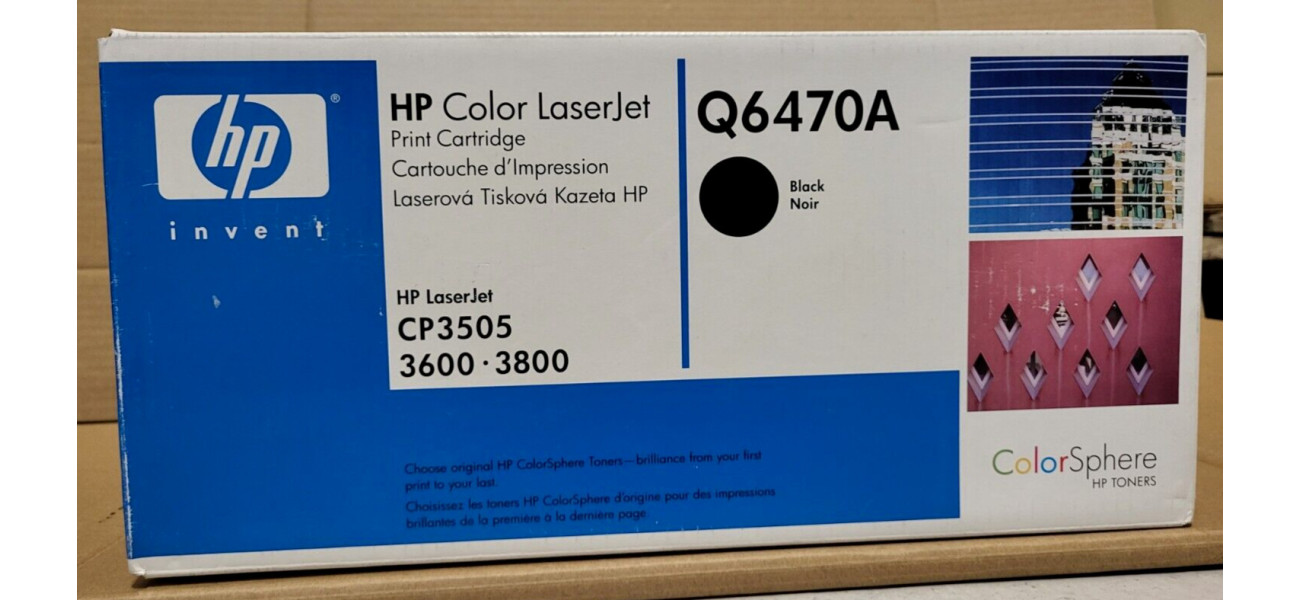 hp
®
invent
HP Color LaserJet
Print Cartridge
Cartouche d'Impression
Laserová Tisková Kazeta HP
HP LaserJet
CP3505
3600 · 3800
Q6470A
Black
Noir
Choose original HP ColorSphere Toners—brilliance from your first
print to your last.
Choisissez les toners HP ColorSphere d'origine pour des impressions
brillantes de la première à la dernière page.
ColorSphere
HP TONERS